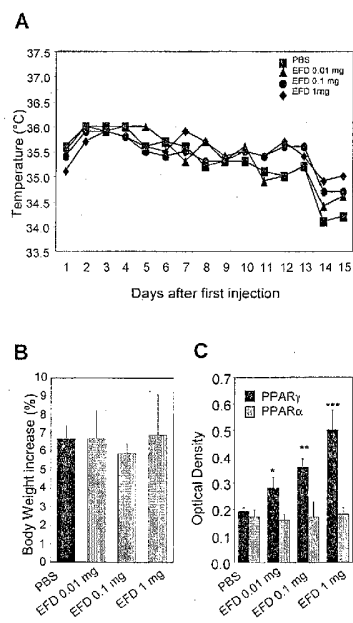 A
37.5
37.0
36.5
36.0
35.5
35.0
34.5
34.0
33.5
Temperature (°C)
PBS
EFD 0.01 mg
EFD 0.1 mg
EFD 1mg
1 2 3 4 5 6 7 8 9 10 11 12 13 14 15
Days after first injection
B
10
9
8
7
6
5
4
3
2
1
0
Body Weight increase (%)
PBS
EFD 0.01 mg
EFD 0.1 mg
EFD 1 mg
C
0.6
0.5
0.4
0.3
0.2
0.1
0.0
Optical Density
PPARγ
PPARα
*
**
***
PBS
EFD 0.01 mg
EFD 0.1 mg
EFD 1 mg